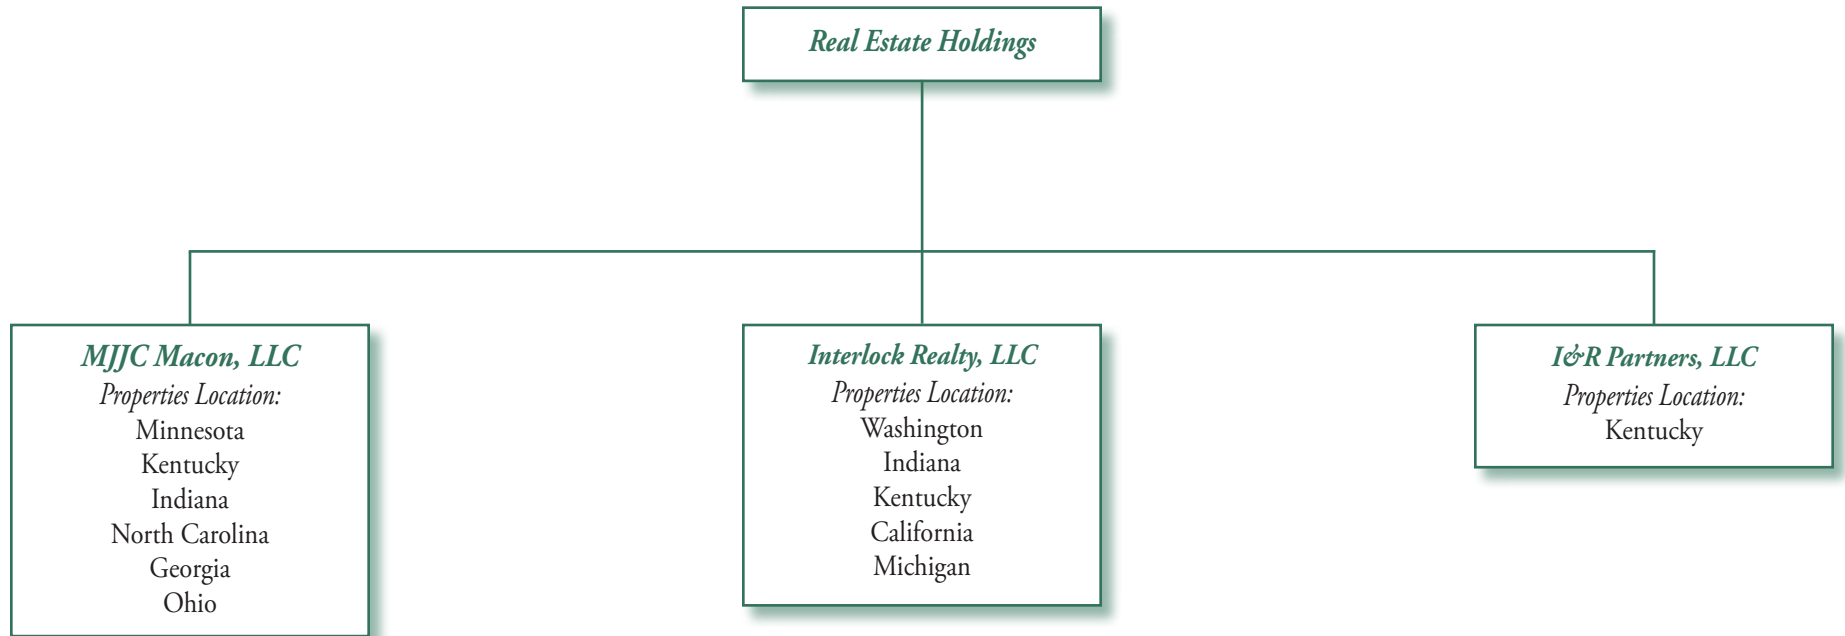 Real Estate Holdings
MJJC Macon, LLC
Properties Location:
Minnesota
Kentucky
Indiana
North Carolina
Georgia
Ohio
Interlock Realty, LLC
Properties Location:
Washington
Indiana
Kentucky
California
Michigan
I&R Partners, LLC
Properties Location:
Kentucky